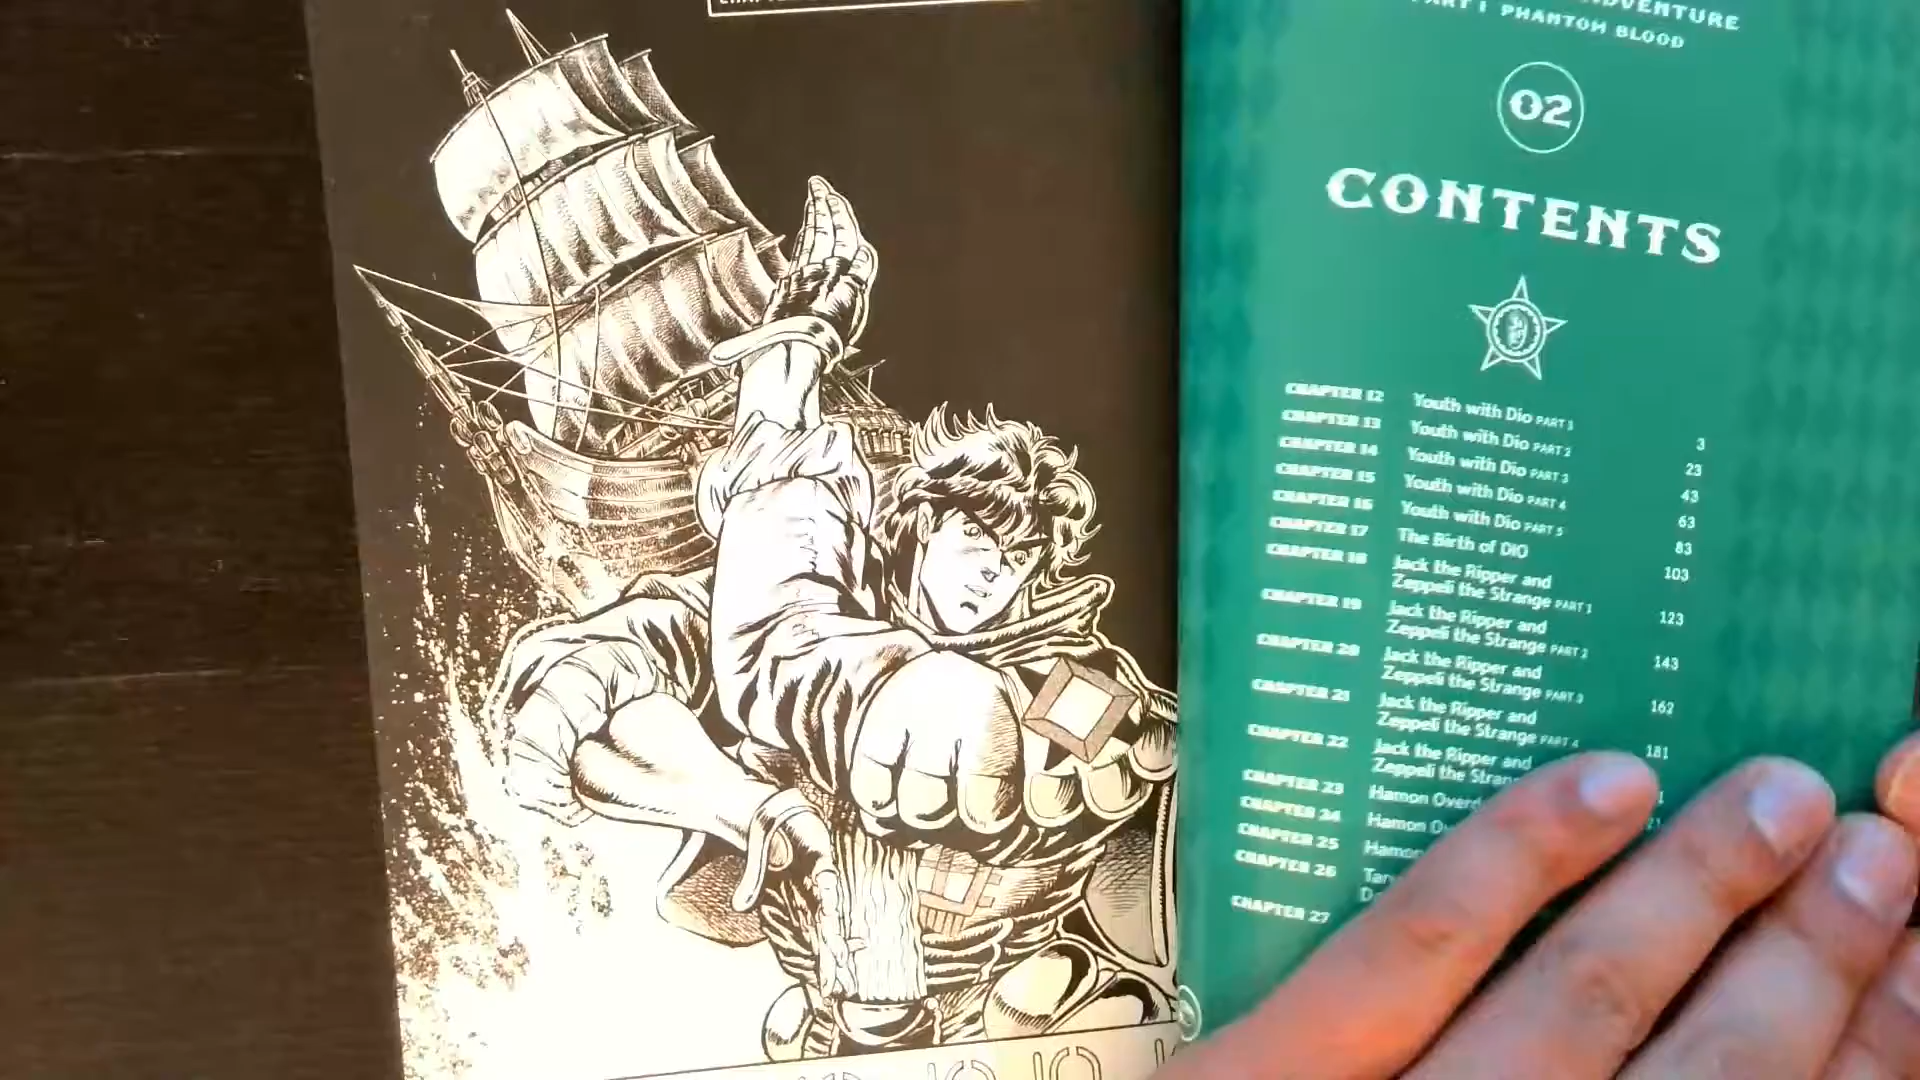 ADVENTURE
PART 1 PHANTOM BLOOD
02
CONTENTS
CHAPTER 12 Youth with Dio PART 1 3
CHAPTER 13 Youth with Dio PART 2 23
CHAPTER 14 Youth with Dio PART 3 43
CHAPTER 15 Youth with Dio PART 4 63
CHAPTER 16 Youth with Dio PART 5 83
CHAPTER 17 The Birth of DIO 103
CHAPTER 18 Jack the Ripper and
Zeppeli the Strange PART 1 123
CHAPTER 19 Jack the Ripper and
Zeppeli the Strange PART 2 143
CHAPTER 20 Jack the Ripper and
Zeppeli the Strange PART 3 162
CHAPTER 21 Jack the Ripper and
Zeppeli the Strange PART 4 181
CHAPTER 22 Jack the Ripper and
Zeppeli the
CHAPTER 23 Hamon
CHAPTER 24 Hamon
CHAPTER 25
CHAPTER 26
CHAPTER 27